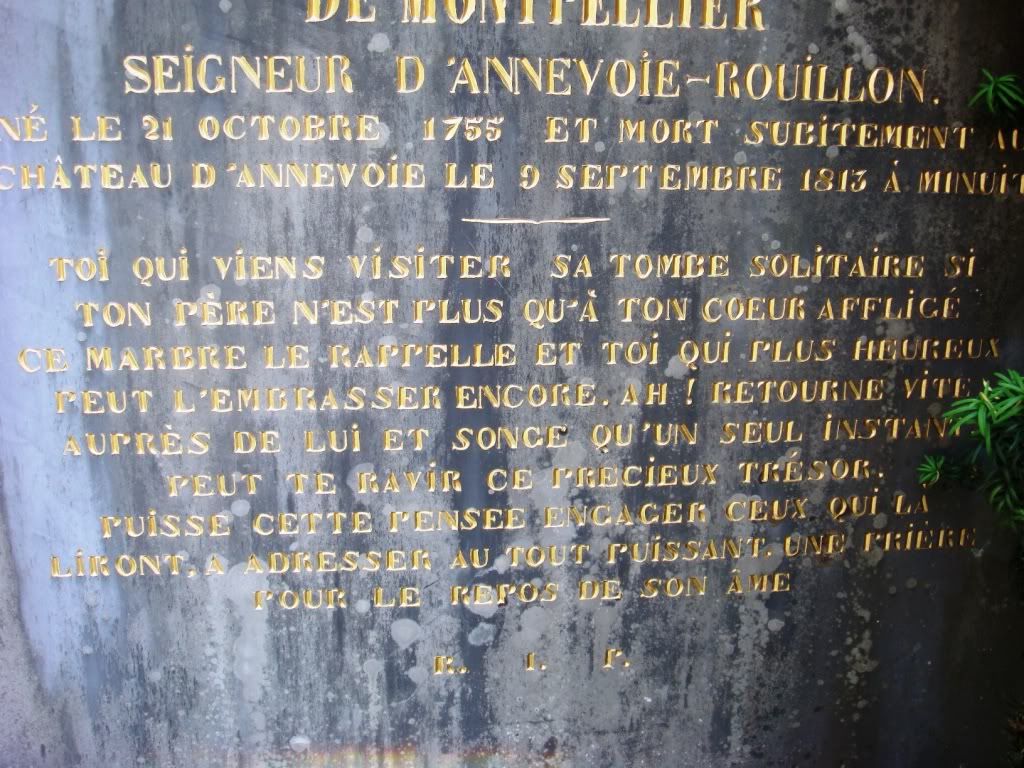 DE MONTPELLIER
SEIGNEUR D'ANNEVOIE-ROUILLON.
NÉ LE 21 OCTOBRE 1755 ET MORT SUBITEMENT AU
CHÂTEAU D'ANNEVOIE LE 9 SEPTEMBRE 1813 À MINUIT
TOI QUI VIENS VISITER SA TOMBE SOLITAIRE SI
TON PÈRE N'EST PLUS QU'À TON COEUR AFFLIGÉ
CE MARBRE LE RAPPELLE ET TOI QUI PLUS HEUREUX
PEUT L'EMBRASSER ENCORE. AH ! RETOURNE VITE
AUPRÈS DE LUI ET SONGE QU'UN SEUL INSTANT
PEUT TE RAVIR CE PRECIEUX TRÉSOR.
PUISSE CETTE PENSEE ENGAGER CEUX QUI LA
LIRONT, A ADRESSER AU TOUT PUISSANT. UNE PRIÈRE
POUR LE REPOS DE SON ÂME
R. I. P.